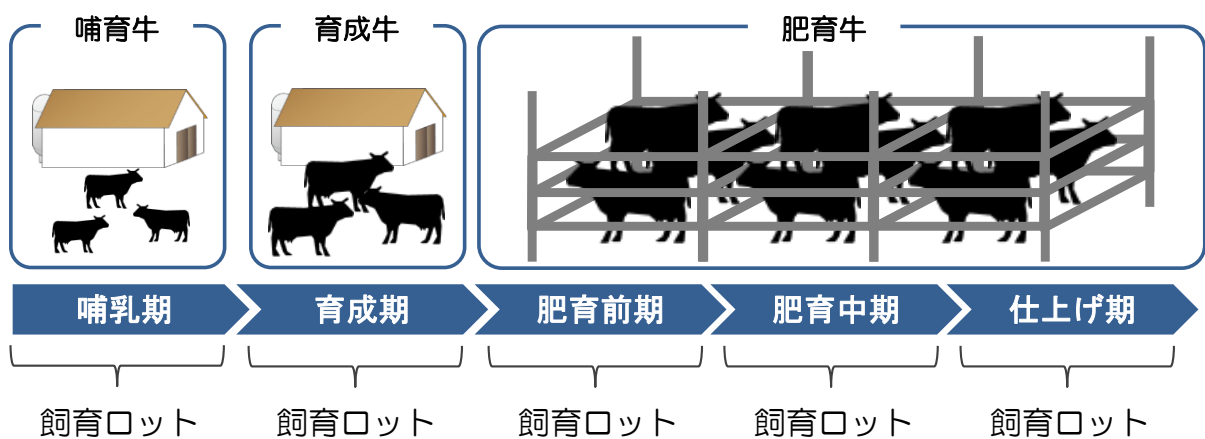 哺育牛
育成牛
肥育牛
哺乳期
育成期
肥育前期
肥育中期
仕上げ期
飼育ロット
飼育ロット
飼育ロット
飼育ロット
飼育ロット